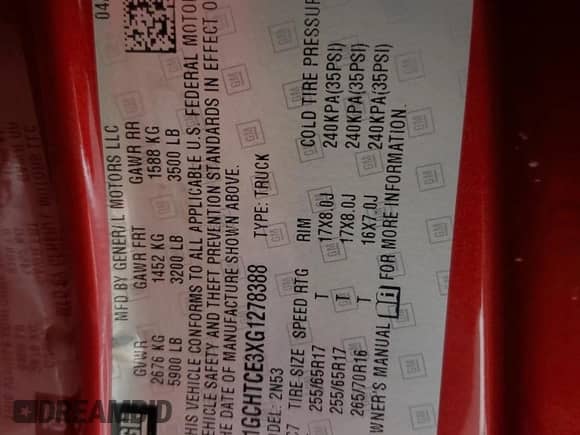 04
MFD BY GENERAL MOTORS LLC
GVWR GAWR FRT GAWR RR
2676 KG 1452 KG 1588 KG
5900 LB 3200 LB 3500 LB
THIS VEHICLE CONFORMS TO ALL APPLICABLE U.S. FEDERAL MOTOR
VEHICLE SAFETY AND THEFT PREVENTION STANDARDS IN EFFECT O
THE DATE OF MANUFACTURE SHOWN ABOVE.
1GCHTCE3XG1278388 TYPE: TRUCK
MODEL: 2N53
TIRE SIZE SPEED RTG RIM COLD TIRE PRESSUR
255/65R17 T 17X8.0J 240KPA(35PSI)
255/65R17 T 17X8.0J 240KPA(35PSI)
265/70R16 T 16X7.0J 240KPA(35PSI)
OWNER'S MANUAL FOR MORE INFORMATION.
GM
DREAMBID